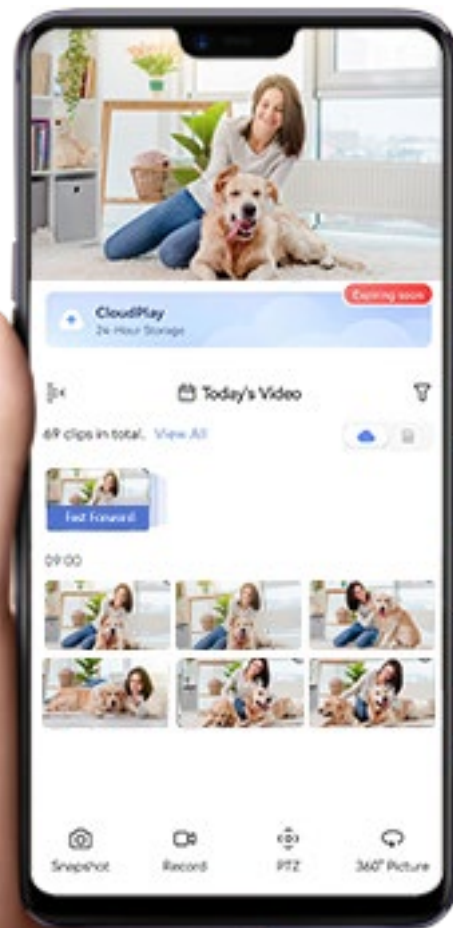 Expiring soon
CloudPlay
24-Hour Storage
Today's Video
69 clips in total. View All
Fast Forward
09:00
Snapshot Record PTZ 360° Picture